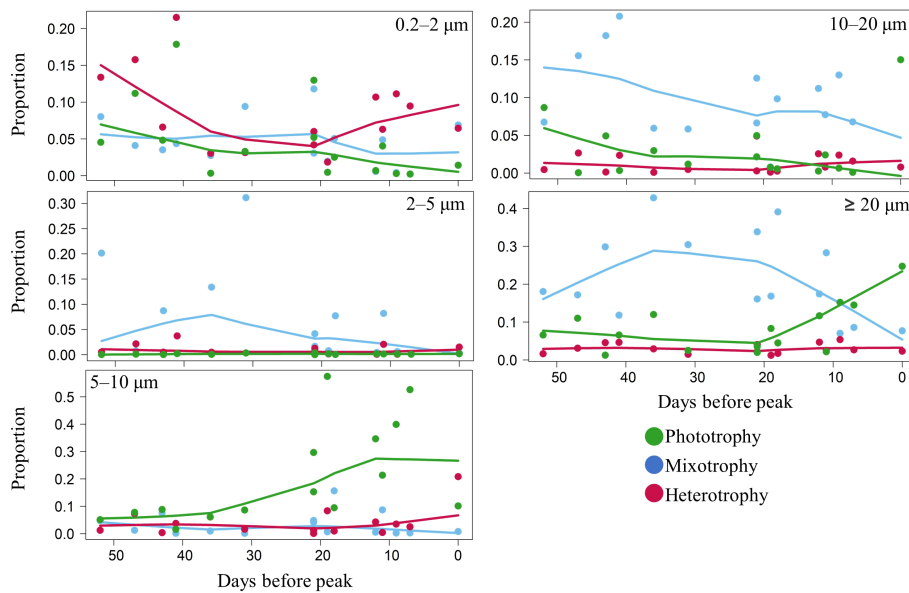 0.2–2 μm
Proportion
0.20
0.15
0.10
0.05
0.00
10–20 μm
0.20
0.15
0.10
0.05
0.00
2–5 μm
Proportion
0.30
0.25
0.20
0.15
0.10
0.05
0.00
≥ 20 μm
0.4
0.3
0.2
0.1
0.0
50 40 30 20 10 0
Days before peak
5–10 μm
Proportion
0.5
0.4
0.3
0.2
0.1
0.0
50 40 30 20 10 0
Days before peak
Phototrophy
Mixotrophy
Heterotrophy